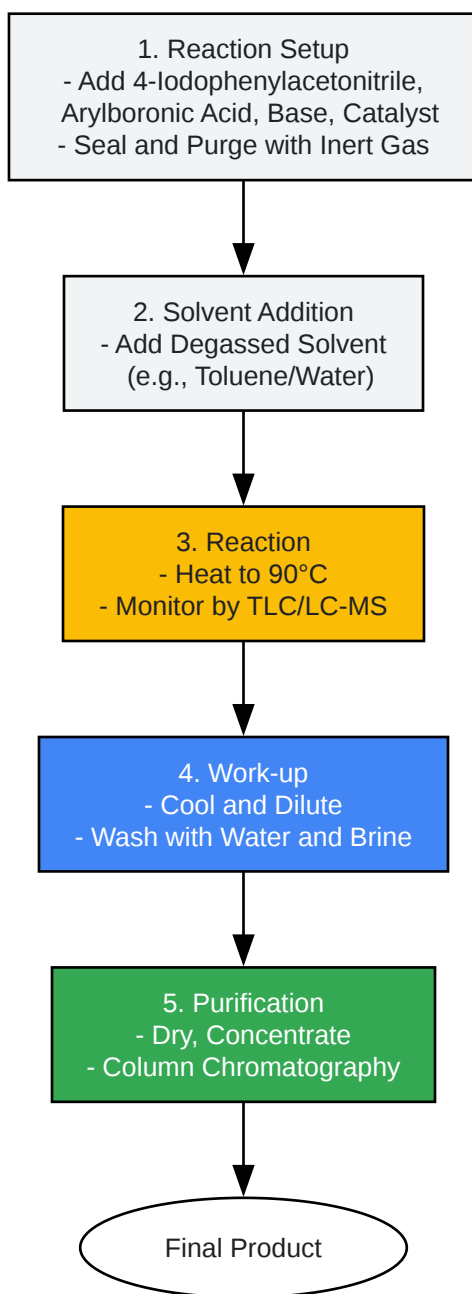 1. Reaction Setup
- Add 4-Iodophenylacetonitrile,
Arylboronic Acid, Base, Catalyst
- Seal and Purge with Inert Gas
2. Solvent Addition
- Add Degassed Solvent
(e.g., Toluene/Water)
3. Reaction
- Heat to 90°C
- Monitor by TLC/LC-MS
4. Work-up
- Cool and Dilute
- Wash with Water and Brine
5. Purification
- Dry, Concentrate
- Column Chromatography
Final Product